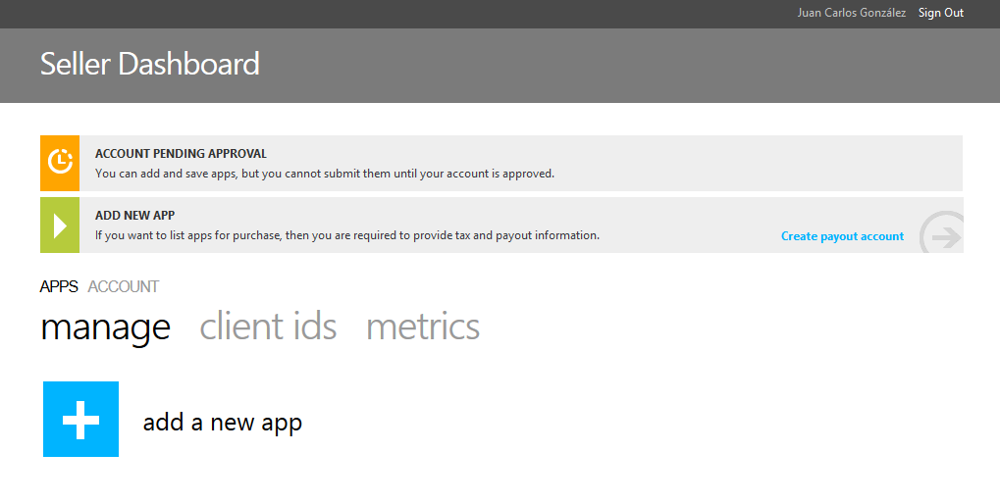 Juan Carlos González Sign Out
Seller Dashboard
ACCOUNT PENDING APPROVAL
You can add and save apps, but you cannot submit them until your account is approved.
ADD NEW APP
If you want to list apps for purchase, then you are required to provide tax and payout information.
Create payout account
APPS ACCOUNT
manage client ids metrics
add a new app